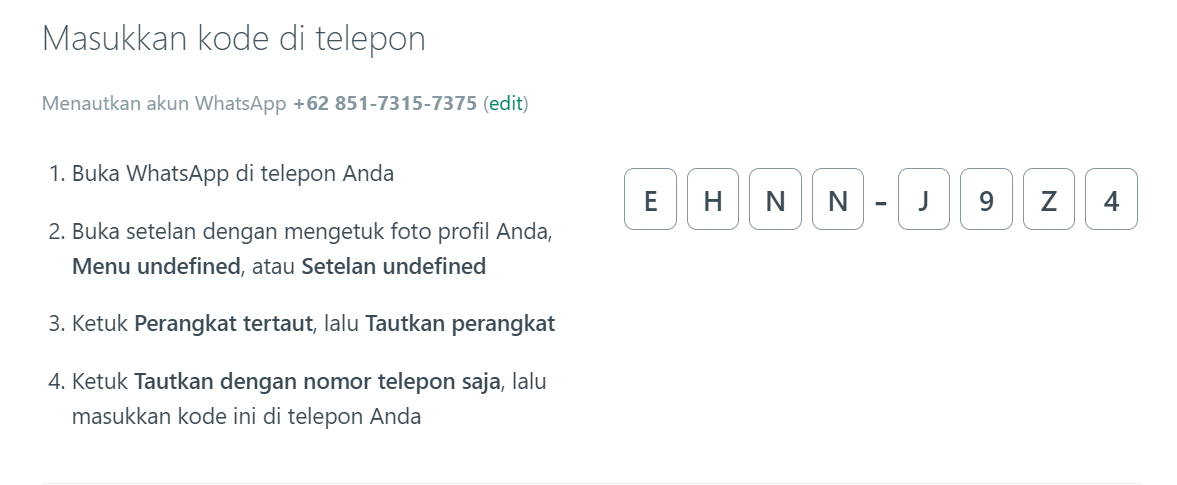 Masukkan kode di telepon
Menautkan akun WhatsApp +62 851-7315-7375 (edit)
1. Buka WhatsApp di telepon Anda
2. Buka setelan dengan mengetuk foto profil Anda,
Menu undefined, atau Setelan undefined
3. Ketuk Perangkat tertaut, lalu Tautkan perangkat
4. Ketuk Tautkan dengan nomor telepon saja, lalu
masukkan kode ini di telepon Anda
E H N N - J 9 Z 4